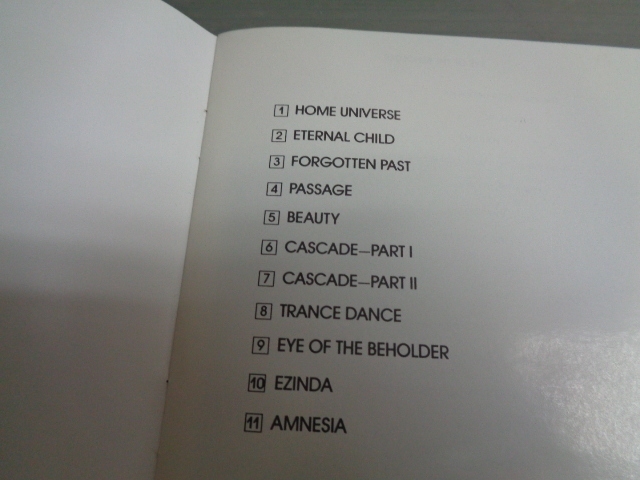 1 HOME UNIVERSE
2 ETERNAL CHILD
3 FORGOTTEN PAST
4 PASSAGE
5 BEAUTY
6 CASCADE—PART I
7 CASCADE—PART II
8 TRANCE DANCE
9 EYE OF THE BEHOLDER
10 EZINDA
11 AMNESIA